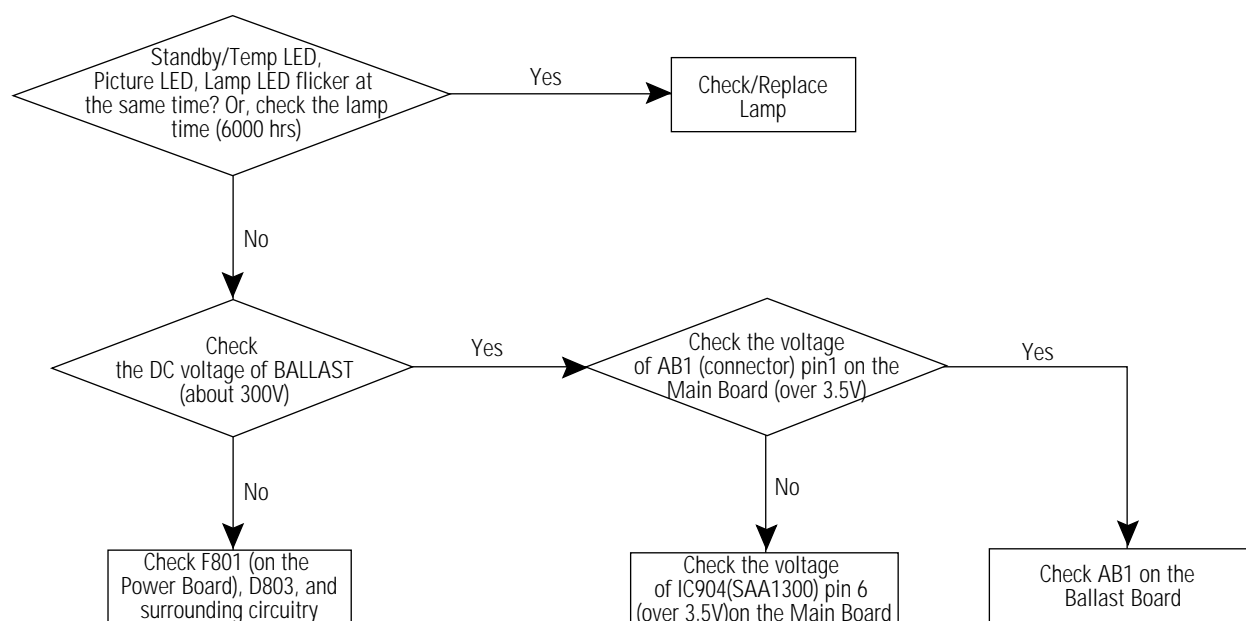 Standby/Temp LED,
Picture LED, Lamp LED flicker at
the same time? Or, check the lamp
time (6000 hrs)
Yes
Check/Replace
Lamp
No
Check
the DC voltage of BALLAST
(about 300V)
Yes
Check the voltage
of AB1 (connector) pin1 on the
Main Board (over 3.5V)
Yes
No
No
Check F801 (on the
Power Board), D803, and
surrounding circuitry
Check the voltage
of IC904(SAA1300) pin 6
(over 3.5V)on the Main Board
Check AB1 on the
Ballast Board